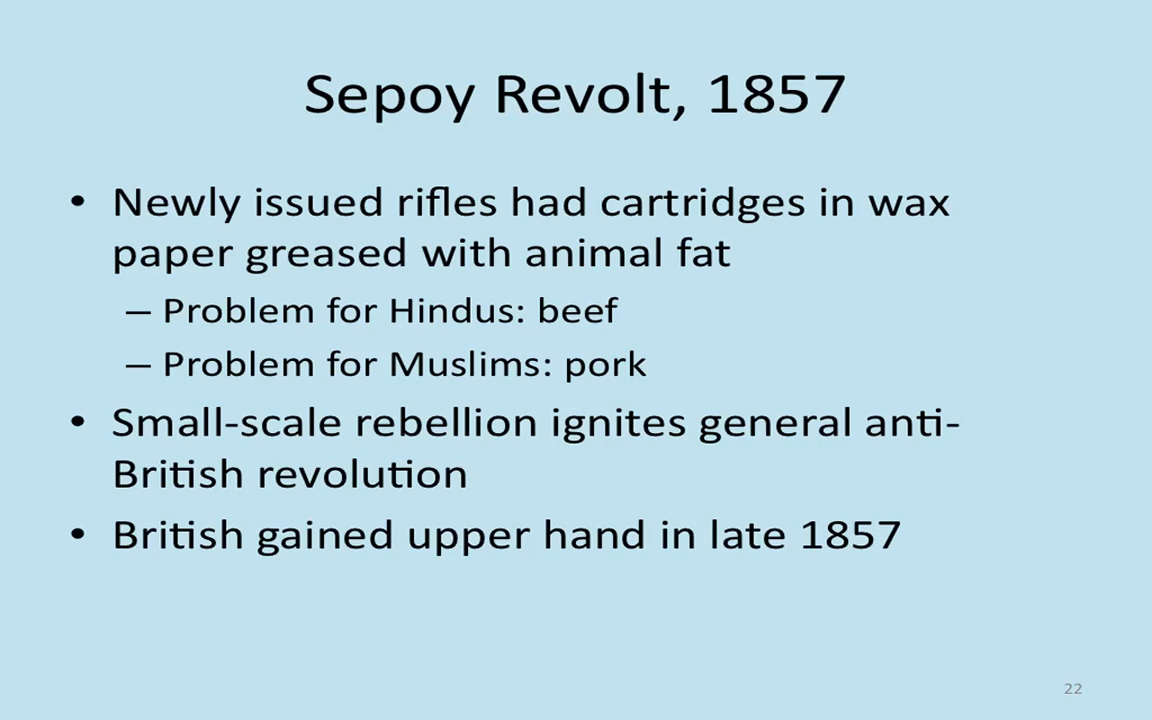 Sepoy Revolt, 1857
• Newly issued rifles had cartridges in wax
paper greased with animal fat
– Problem for Hindus: beef
– Problem for Muslims: pork
• Small-scale rebellion ignites general anti-
British revolution
• British gained upper hand in late 1857
22